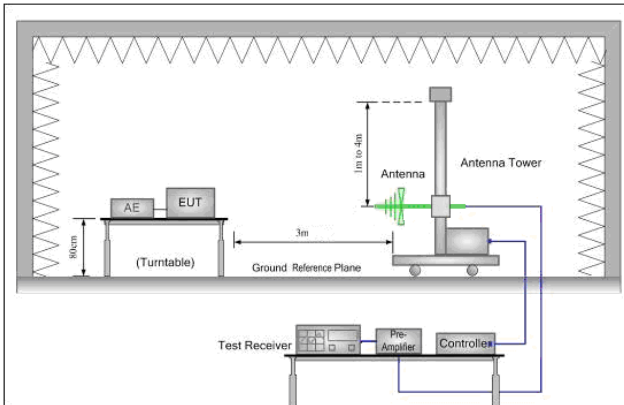 1m to 4m
Antenna
Antenna Tower
AE
EUT
80cm
3m
(Turntable)
Ground Reference Plane
Test Receiver
Pre-
Amplifier
Controller